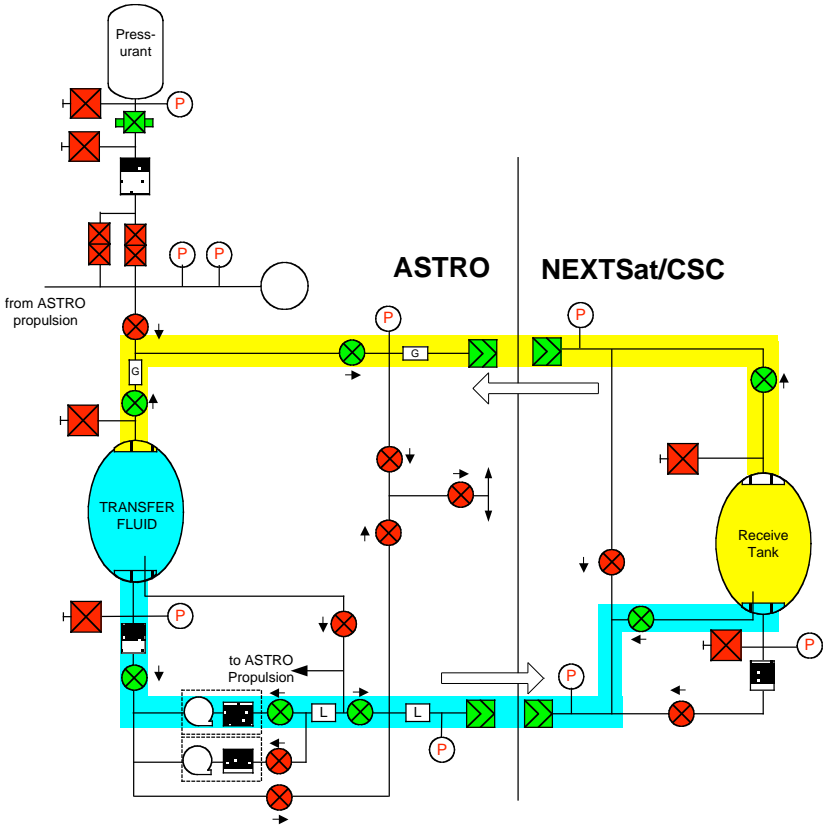 Press-
urant
P
P
P
ASTRO
NEXTSat/CSC
from ASTRO
propulsion
P
P
G
G
TRANSFER
FLUID
Receive
Tank
P
P
to ASTRO
Propulsion
P
L
L
P